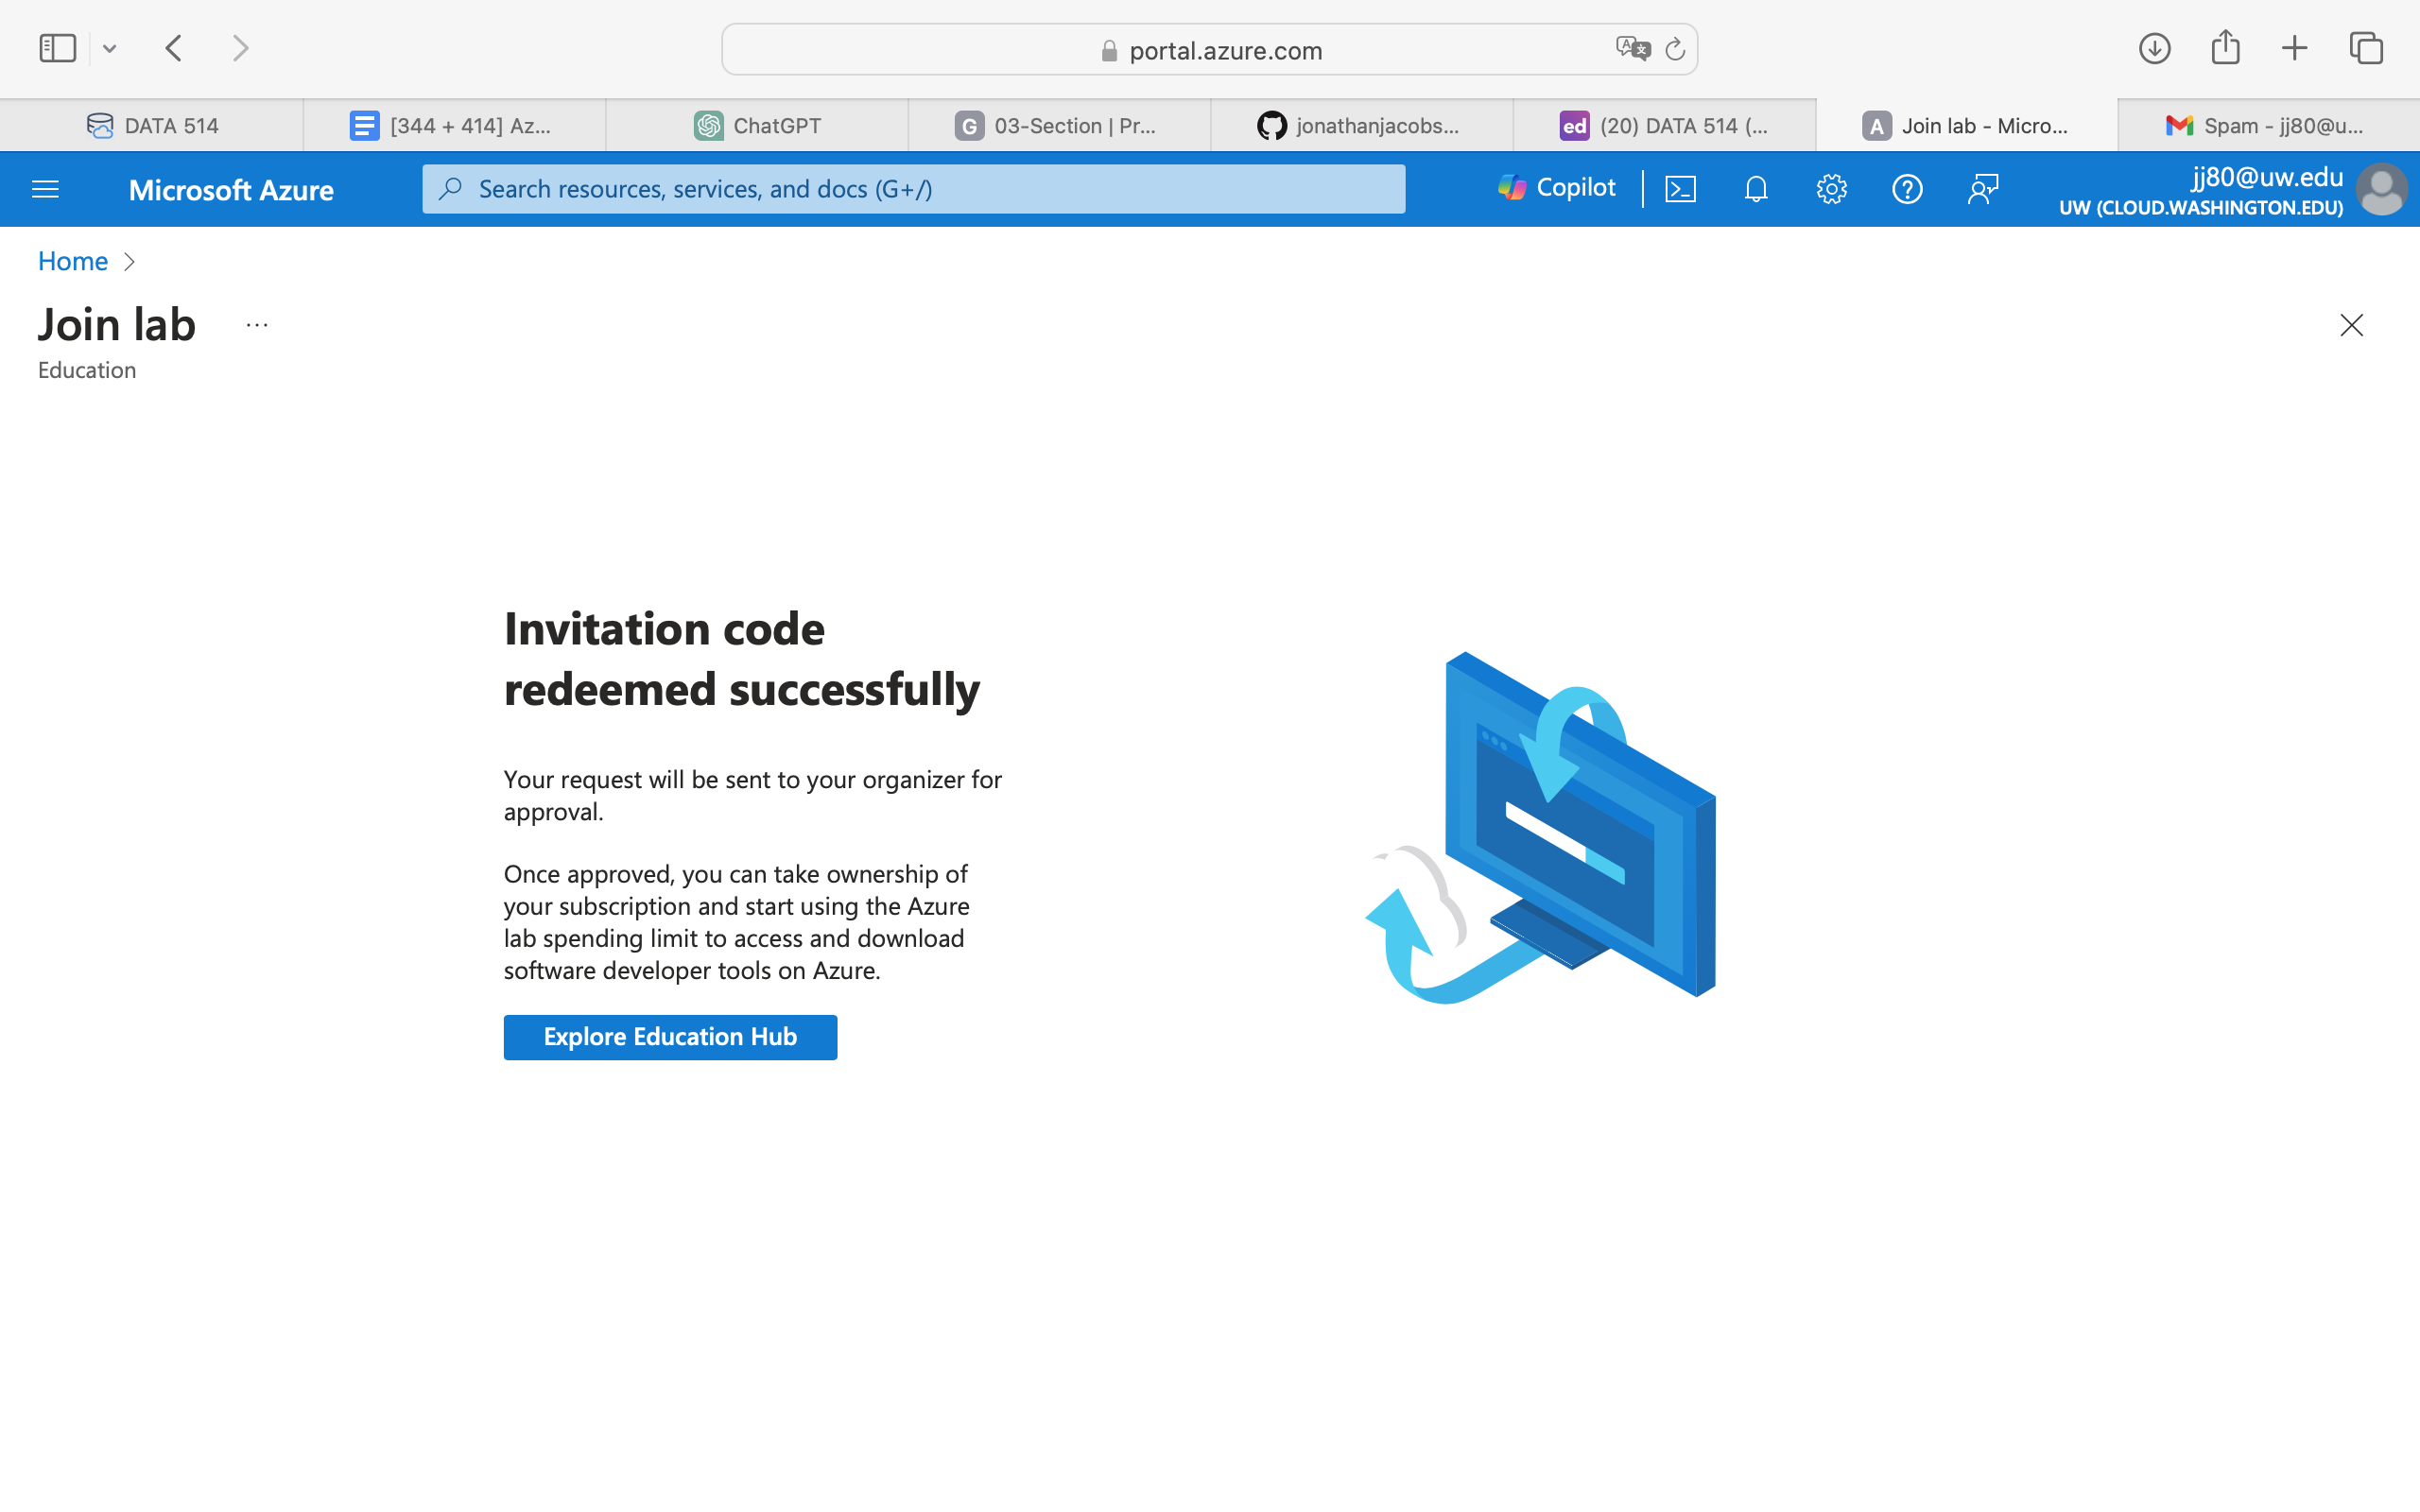 portal.azure.com
DATA 514
[344 + 414] Az...
ChatGPT
G 03-Section | Pr...
jonathanjacobs...
ed (20) DATA 514 (...
A Join lab - Micro...
Spam - jj80@u...
Microsoft Azure
Search resources, services, and docs (G+/)
Copilot
jj80@uw.edu
UW (CLOUD.WASHINGTON.EDU)
Home
Join lab
...
Education
Invitation code
redeemed successfully
Your request will be sent to your organizer for
approval.
Once approved, you can take ownership of
your subscription and start using the Azure
lab spending limit to access and download
software developer tools on Azure.
Explore Education Hub